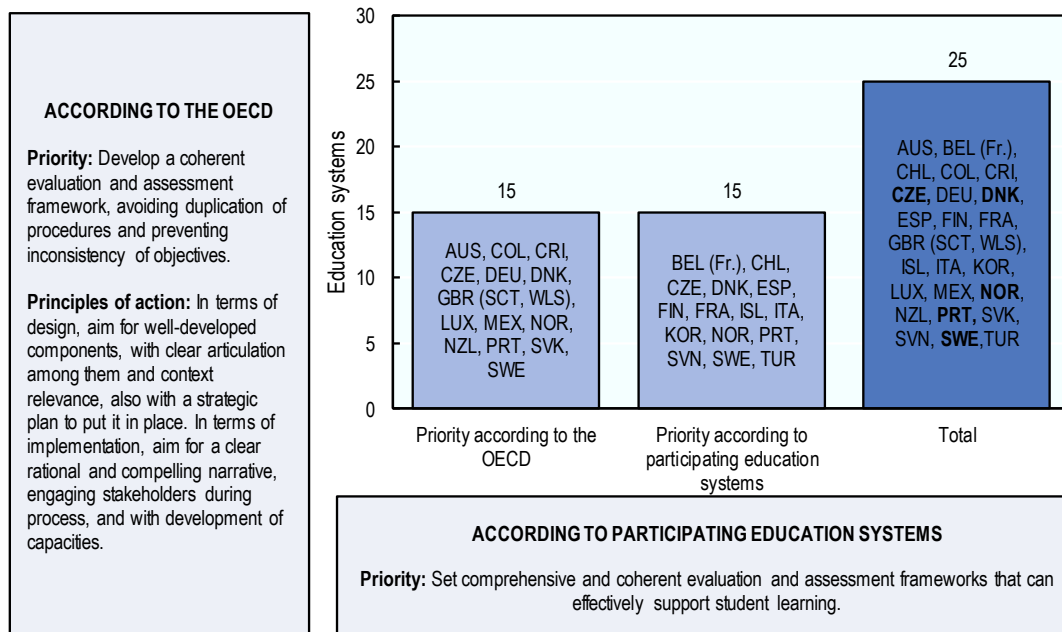 ACCORDING TO THE OECD
Priority: Develop a coherent
evaluation and assessment
framework, avoiding duplication of
procedures and preventing
inconsistency of objectives.
Principles of action: In terms of
design, aim for well-developed
components, with clear articulation
among them and context
relevance, also with a strategic
plan to put it in place. In terms of
implementation, aim for a clear
rational and compelling narrative,
engaging stakeholders during
process, and with development of
capacities.
Education systems
30
25
20
15
10
5
0
15
AUS, COL, CRI,
CZE, DEU, DNK,
GBR (SCT, WLS),
LUX, MEX, NOR,
NZL, PRT, SVK,
SWE
15
BEL (Fr.), CHL,
CZE, DNK, ESP,
FIN, FRA, ISL, ITA,
KOR, NOR, PRT,
SVN, SWE, TUR
25
AUS, BEL (Fr.),
CHL, COL, CRI,
CZE, DEU, DNK,
ESP, FIN, FRA,
GBR (SCT, WLS),
ISL, ITA, KOR,
LUX, MEX, NOR,
NZL, PRT, SVK,
SVN, SWE,TUR
Priority according to the
OECD
Priority according to
participating education
systems
Total
ACCORDING TO PARTICIPATING EDUCATION SYSTEMS
Priority: Set comprehensive and coherent evaluation and assessment frameworks that can
effectively support student learning.